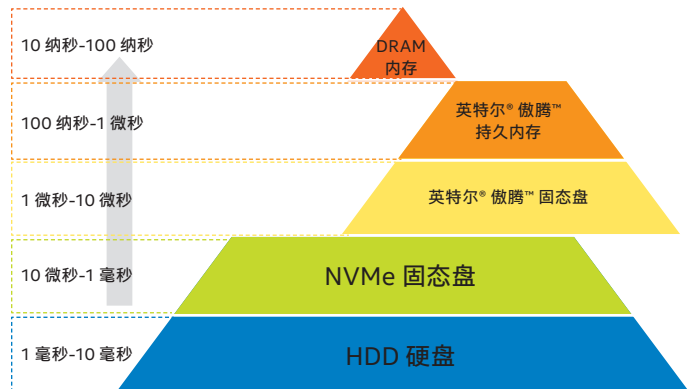 10 纳秒-100 纳秒
DRAM
内存
100 纳秒-1 微秒
英特尔® 傲腾™
持久内存
1 微秒-10 微秒
英特尔® 傲腾™ 固态盘
10 微秒-1 毫秒
NVMe 固态盘
1 毫秒-10 毫秒
HDD 硬盘